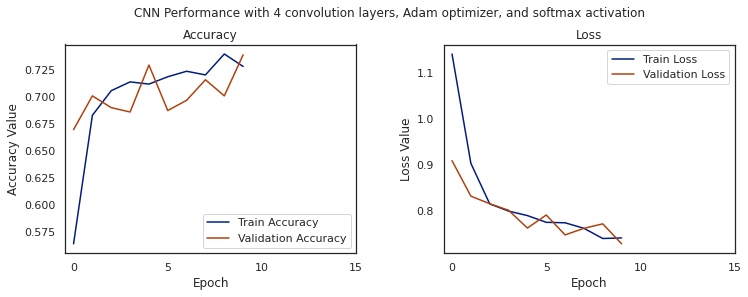 CNN Performance with 4 convolution layers, Adam optimizer, and softmax activation
Accuracy
Accuracy Value
0.725
0.700
0.675
0.650
0.625
0.600
0.575
Train Accuracy
Validation Accuracy
0
5
10
15
Epoch
Loss
Loss Value
1.1
1.0
0.9
0.8
Train Loss
Validation Loss
0
5
10
15
Epoch